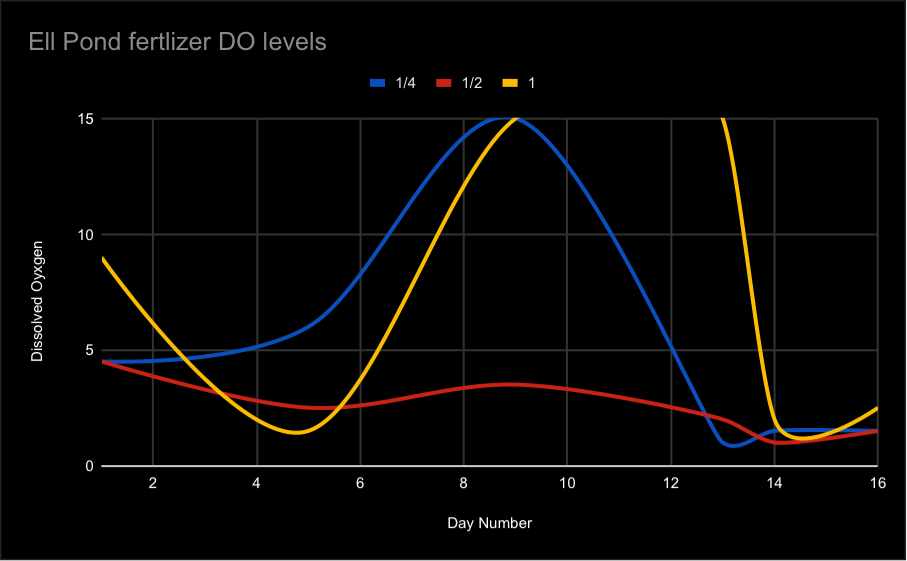 Ell Pond fertlizer DO levels
1/4 1/2 1
15
10
5
0
Dissolved Oyxgen
2 4 6 8 10 12 14 16
Day Number